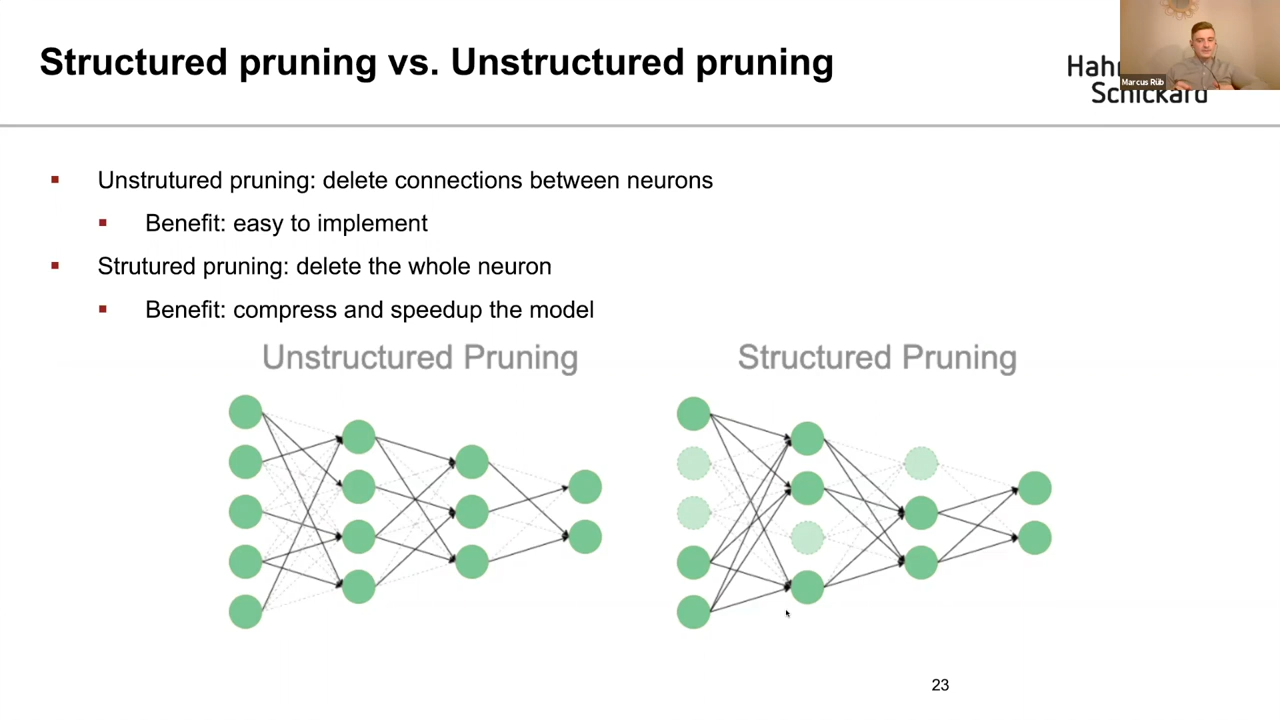 Structured pruning vs. Unstructured pruning
Schickard
Marcus Rüb
Unstrutured pruning: delete connections between neurons
Benefit: easy to implement
Strutured pruning: delete the whole neuron
Benefit: compress and speedup the model
Unstructured Pruning
Structured Pruning
23